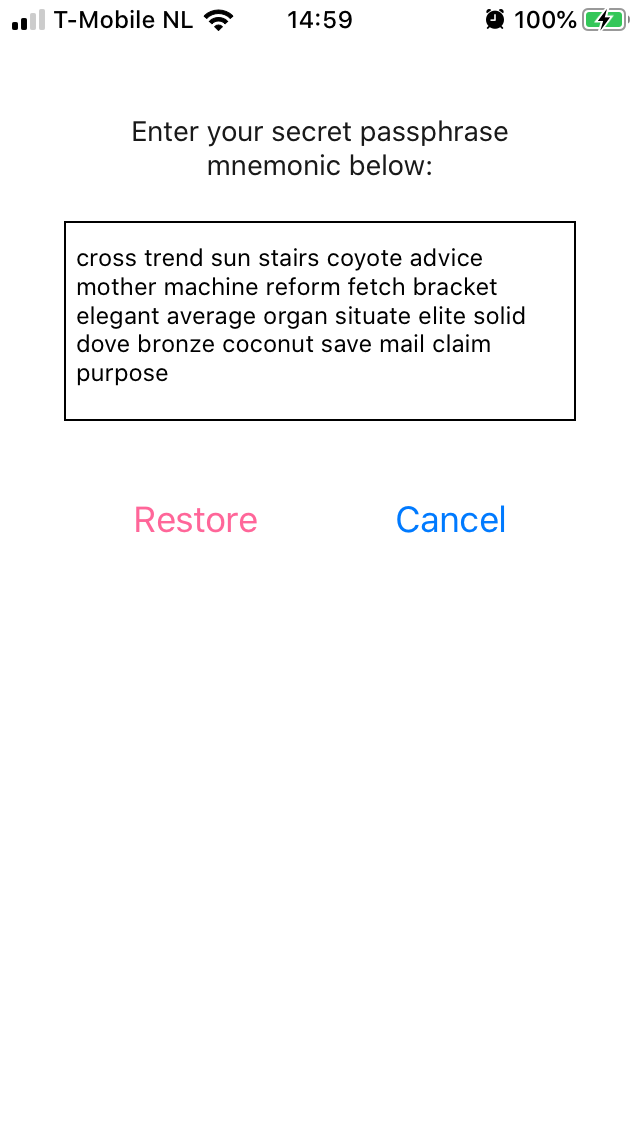 T-Mobile NL 14:59 100%
Enter your secret passphrase
mnemonic below:
cross trend sun stairs coyote advice
mother machine reform fetch bracket
elegant average organ situate elite solid
dove bronze coconut save mail claim
purpose
Restore Cancel